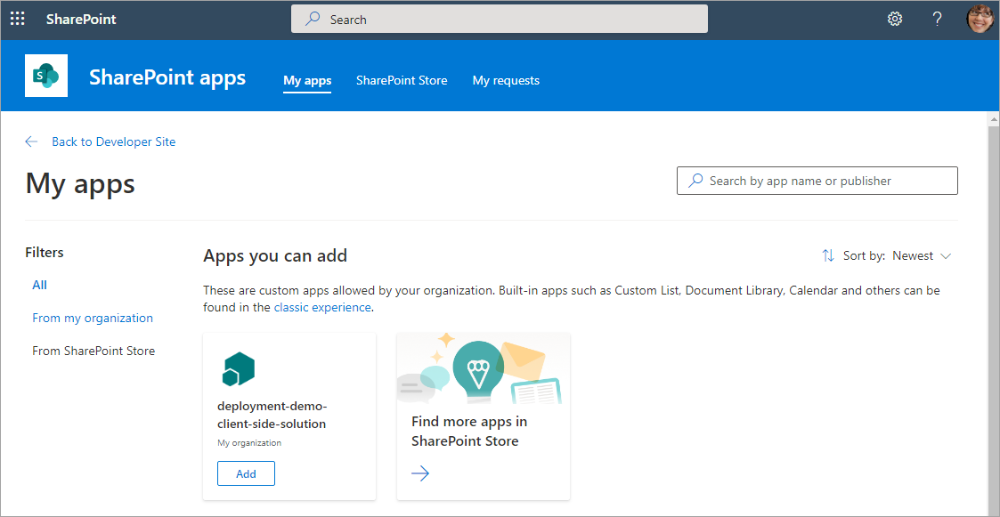 SharePoint
Search
?
S
SharePoint apps
My apps
SharePoint Store
My requests
Back to Developer Site
My apps
Search by app name or publisher
Filters
All
From my organization
From SharePoint Store
Apps you can add
Sort by: Newest
These are custom apps allowed by your organization. Built-in apps such as Custom List, Document Library, Calendar and others can be
found in the classic experience.
deployment-demo-
client-side-solution
My organization
Add
Find more apps in
SharePoint Store